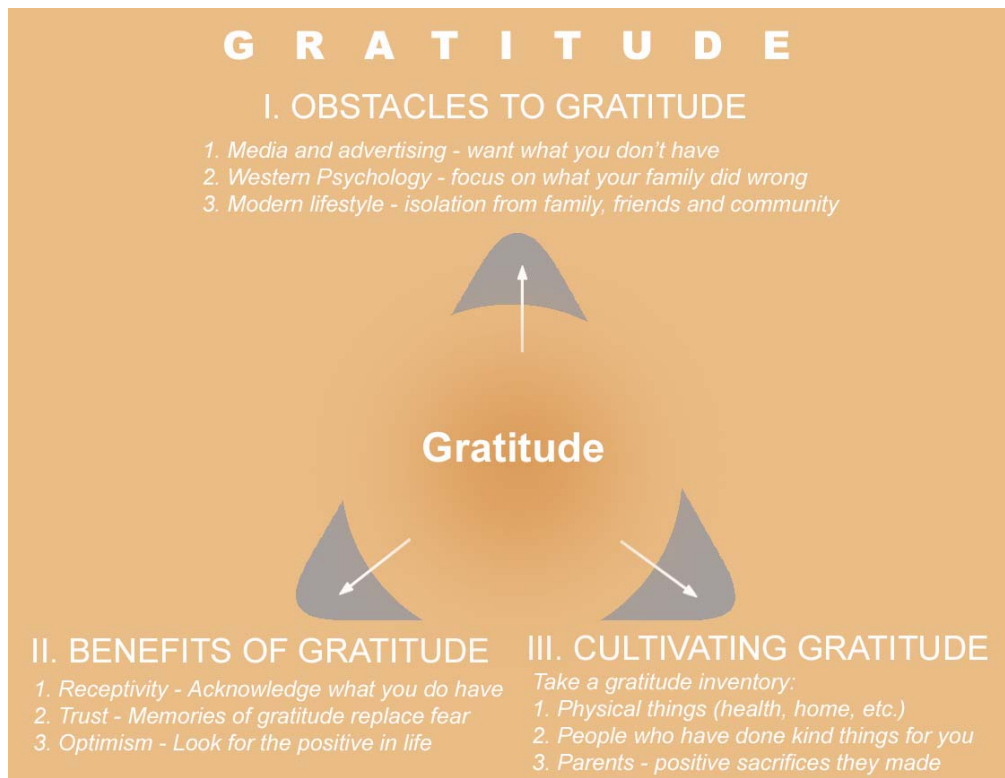 GRATITUDE
I. OBSTACLES TO GRATITUDE
1. Media and advertising - want what you don't have
2. Western Psychology - focus on what your family did wrong
3. Modern lifestyle - isolation from family, friends and community
Gratitude
II. BENEFITS OF GRATITUDE
1. Receptivity - Acknowledge what you do have
2. Trust - Memories of gratitude replace fear
3. Optimism - Look for the positive in life
III. CULTIVATING GRATITUDE
Take a gratitude inventory:
1. Physical things (health, home, etc.)
2. People who have done kind things for you
3. Parents - positive sacrifices they made